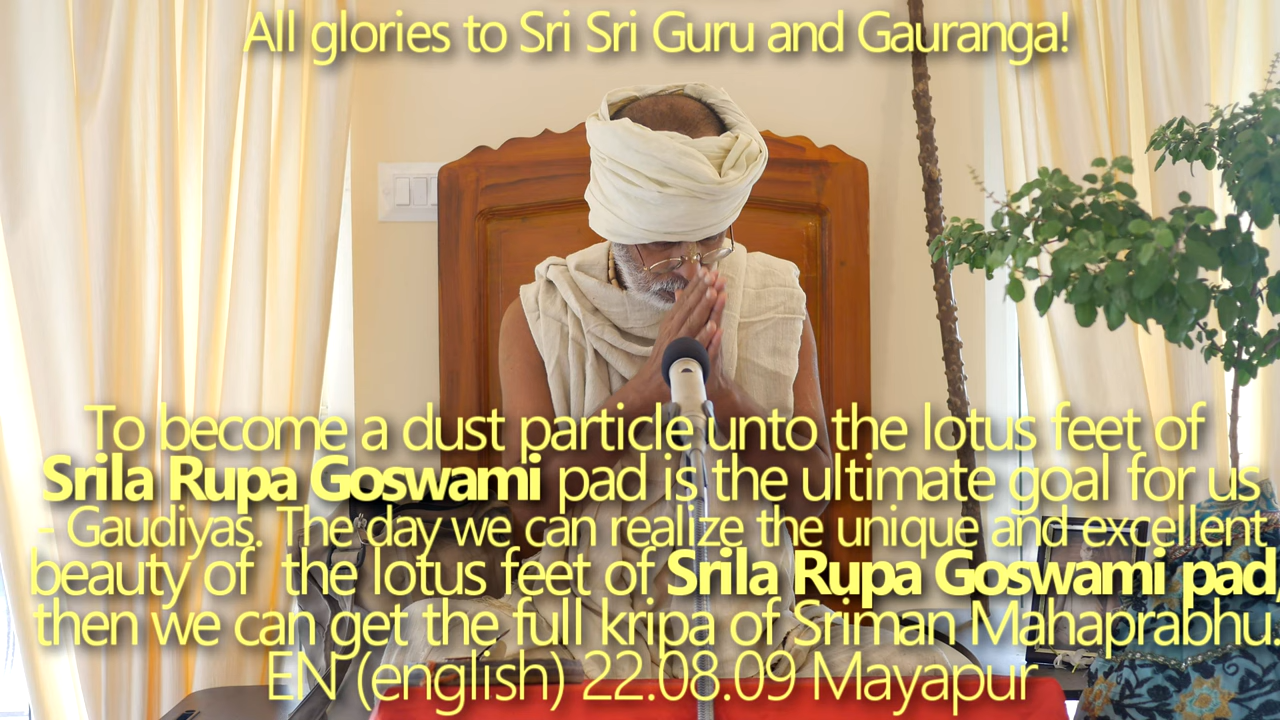 All glories to Sri Sri Guru and Gauranga!
To become a dust particle unto the lotus feet of
Srila Rupa Goswami pad is the ultimate goal for us
- Gaudiyas. The day we can realize the unique and excellent
beauty of  the lotus feet of Srila Rupa Goswami pad,
then we can get the full kripa of Sriman Mahaprabhu.
EN (english) 22.08.09 Mayapur